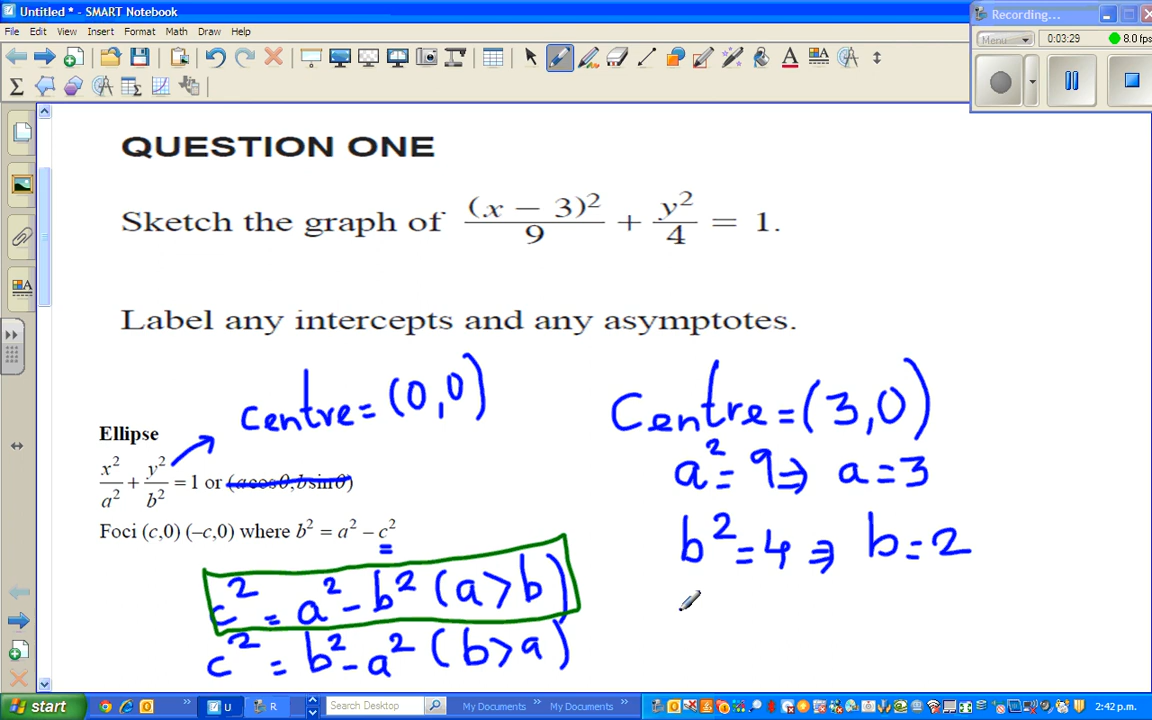 Untitled * - SMART Notebook
Recording...
File Edit View Insert Format Math Draw Help
Menu
0:03:29
8.0 fps
QUESTION ONE
Sketch the graph of (x − 3)²/9 + y²/4 = 1.
Label any intercepts and any asymptotes.
centre = (0,0)
Centre = (3,0)
Ellipse
x²/a² + y²/b² = 1 or (acosθ, bsinθ)
a² = 9 ⇒ a = 3
Foci (c,0) (–c,0) where b² = a² – c²
b² = 4 ⇒ b = 2
c² = a² – b² (a > b)
c² = b² – a² (b > a)
start
U
R
Search Desktop
My Documents
My Documents
2:42 p.m.